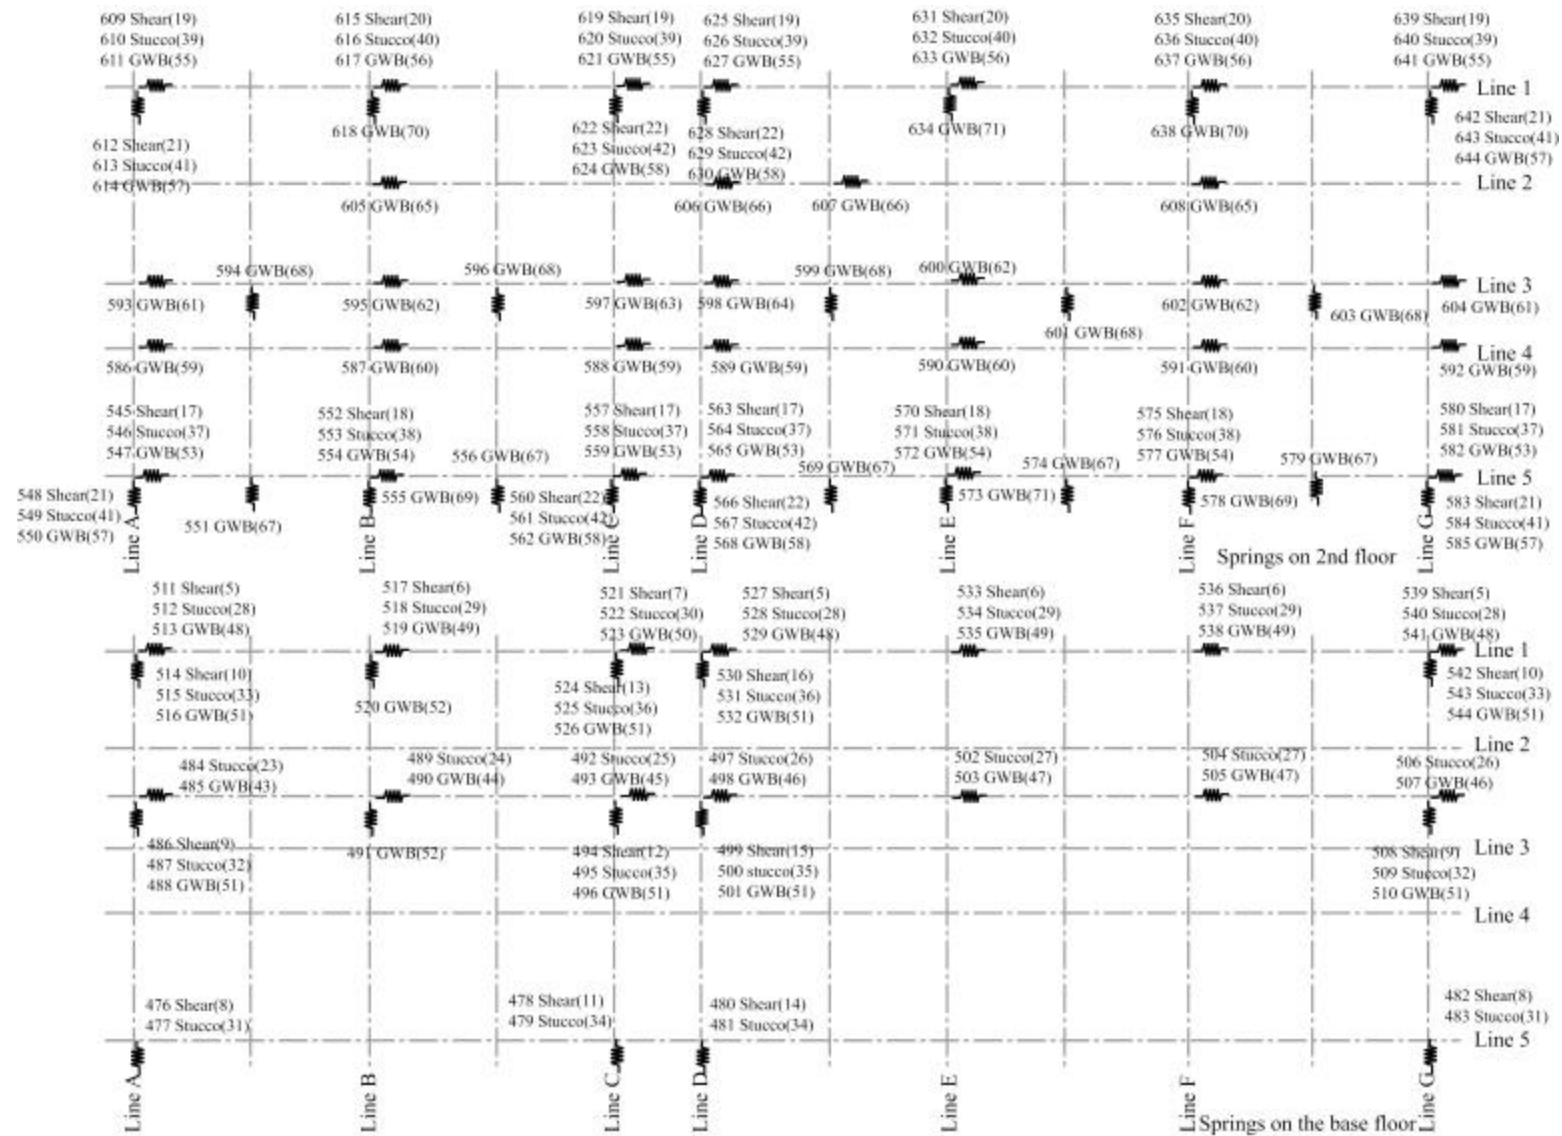 609 Shear(19)
610 Stucco(39)
611 GWB(55)
615 Shear(20)
616 Stucco(40)
617 GWB(56)
619 Shear(19)
620 Stucco(39)
621 GWB(55)
625 Shear(19)
626 Stucco(39)
627 GWB(55)
631 Shear(20)
632 Stucco(40)
633 GWB(56)
635 Shear(20)
636 Stucco(40)
637 GWB(56)
639 Shear(19)
640 Stucco(39)
641 GWB(55)
Line 1
612 Shear(21)
613 Stucco(41)
614 GWB(57)
618 GWB(70)
622 Shear(22)
623 Stucco(42)
624 GWB(58)
628 Shear(22)
629 Stucco(42)
630 GWB(58)
634 GWB(71)
638 GWB(70)
642 Shear(21)
643 Stucco(41)
644 GWB(57)
Line 2
605 GWB(65)
606 GWB(66)
607 GWB(66)
608 GWB(65)
594 GWB(68)
596 GWB(68)
599 GWB(68)
600 GWB(62)
Line 3
593 GWB(61)
595 GWB(62)
597 GWB(63)
598 GWB(64)
601 GWB(68)
602 GWB(62)
603 GWB(68)
604 GWB(61)
Line 4
586 GWB(59)
587 GWB(60)
588 GWB(59)
589 GWB(59)
590 GWB(60)
591 GWB(60)
592 GWB(59)
545 Shear(17)
546 Stucco(37)
547 GWB(53)
552 Shear(18)
553 Stucco(38)
554 GWB(54)
556 GWB(67)
557 Shear(17)
558 Stucco(37)
559 GWB(53)
563 Shear(17)
564 Stucco(37)
565 GWB(53)
569 GWB(67)
570 Shear(18)
571 Stucco(38)
572 GWB(54)
574 GWB(67)
575 Shear(18)
576 Stucco(38)
577 GWB(54)
579 GWB(67)
580 Shear(17)
581 Stucco(37)
582 GWB(53)
Line 5
548 Shear(21)
549 Stucco(41)
550 GWB(57)
551 GWB(67)
555 GWB(69)
560 Shear(22)
561 Stucco(42)
562 GWB(58)
566 Shear(22)
567 Stucco(42)
568 GWB(58)
573 GWB(71)
578 GWB(69)
583 Shear(21)
584 Stucco(41)
585 GWB(57)
Line A
Line B
Line C
Line D
Line E
Line F
Line G
Springs on 2nd floor
511 Shear(5)
512 Stucco(28)
513 GWB(48)
517 Shear(6)
518 Stucco(29)
519 GWB(49)
521 Shear(7)
522 Stucco(30)
523 GWB(50)
527 Shear(5)
528 Stucco(28)
529 GWB(48)
533 Shear(6)
534 Stucco(29)
535 GWB(49)
536 Shear(6)
537 Stucco(29)
538 GWB(49)
539 Shear(5)
540 Stucco(28)
541 GWB(48)
Line 1
514 Shear(10)
515 Stucco(33)
516 GWB(51)
520 GWB(52)
524 Shear(13)
525 Stucco(36)
526 GWB(51)
530 Shear(16)
531 Stucco(36)
532 GWB(51)
542 Shear(10)
543 Stucco(33)
544 GWB(51)
Line 2
484 Stucco(23)
485 GWB(43)
489 Stucco(24)
490 GWB(44)
492 Stucco(25)
493 GWB(45)
497 Stucco(26)
498 GWB(46)
502 Stucco(27)
503 GWB(47)
504 Stucco(27)
505 GWB(47)
506 Stucco(26)
507 GWB(46)
486 Shear(9)
487 Stucco(32)
488 GWB(51)
491 GWB(52)
494 Shear(12)
495 Stucco(35)
496 GWB(51)
499 Shear(15)
500 stucco(35)
501 GWB(51)
508 Shear(9)
509 Stucco(32)
510 GWB(51)
Line 3
Line 4
476 Shear(8)
477 Stucco(31)
478 Shear(11)
479 Stucco(34)
480 Shear(14)
481 Stucco(34)
482 Shear(8)
483 Stucco(31)
Line 5
Line A
Line B
Line C
Line D
Line E
Line F
Line G
Springs on the base floor